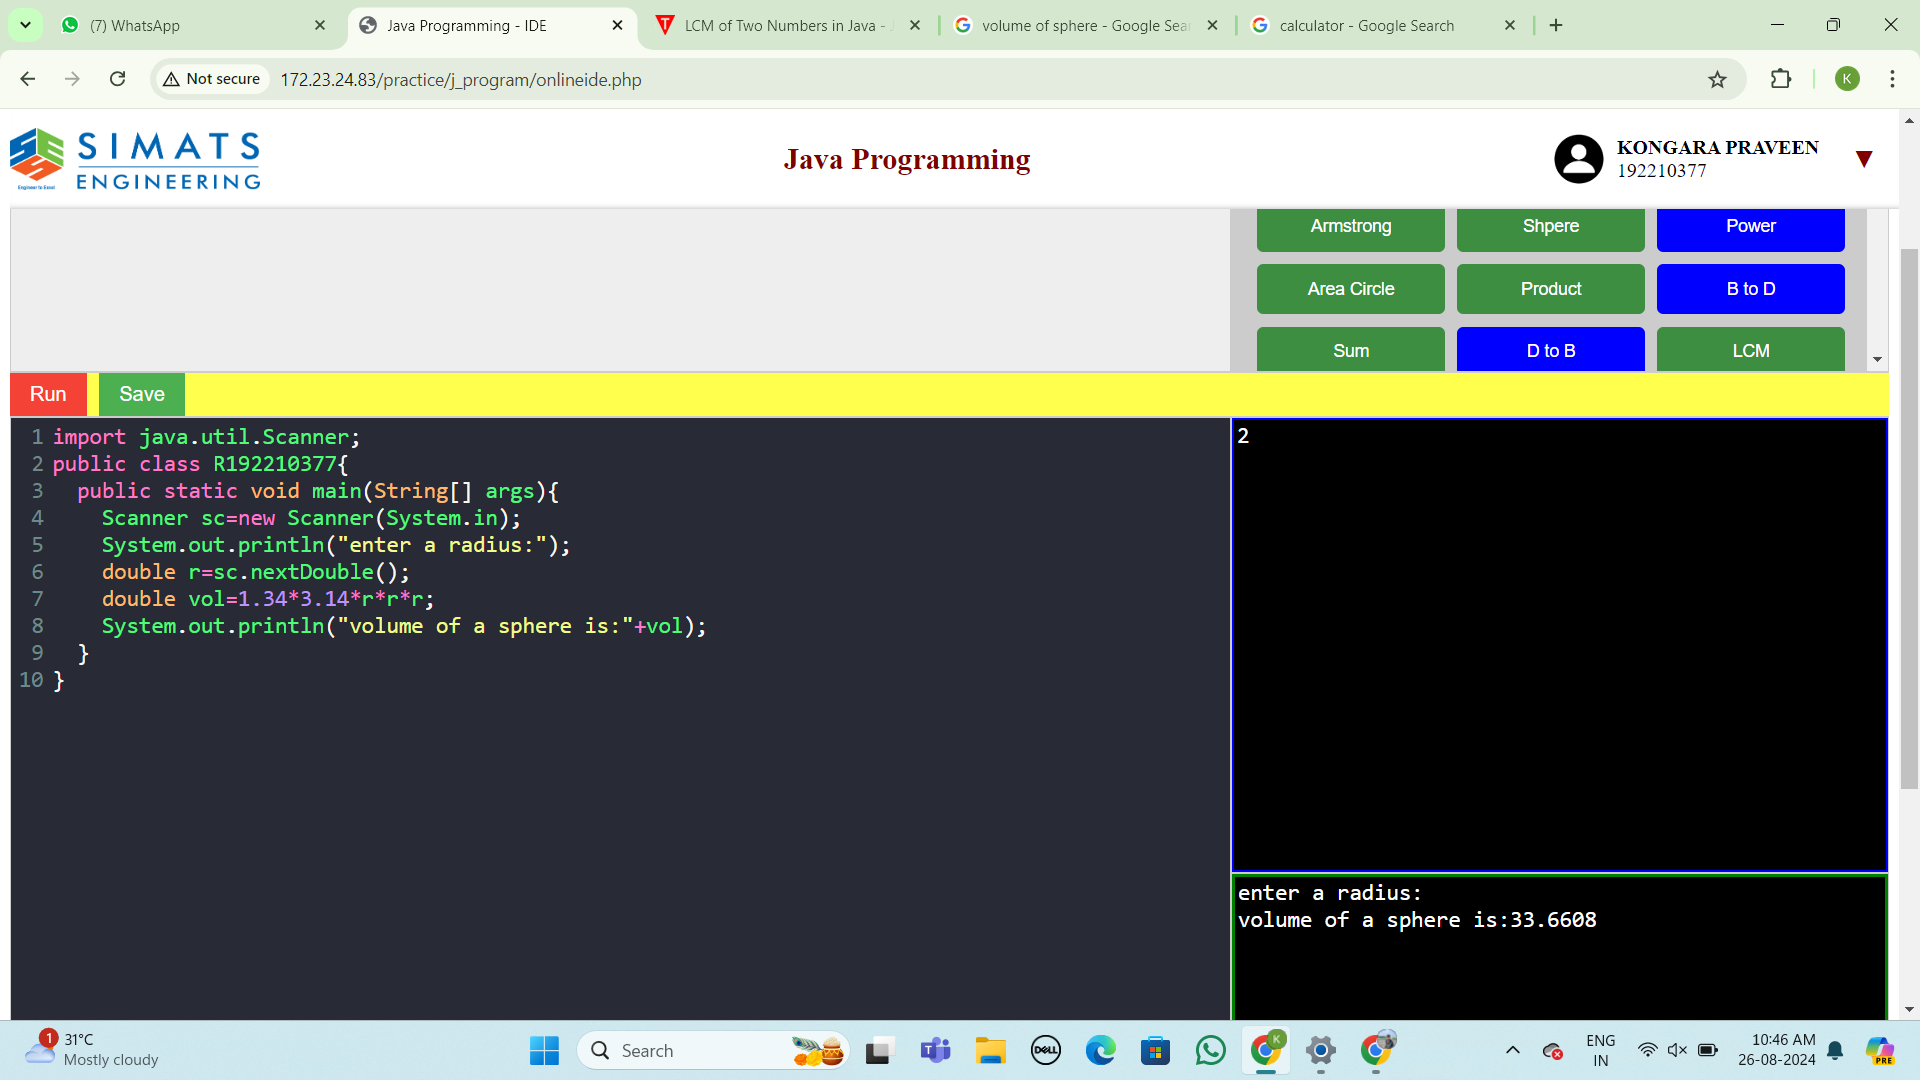 (7) WhatsApp
Java Programming - IDE
LCM of Two Numbers in Java -
volume of sphere - Google Sear
calculator - Google Search
Not secure
172.23.24.83/practice/j_program/onlineide.php
K
SIMATS
ENGINEERING
Engineer to Excel
Java Programming
KONGARA PRAVEEN
192210377
Armstrong
Shpere
Power
Area Circle
Product
B to D
Sum
D to B
LCM
Run
Save
1 import java.util.Scanner;
2 public class R192210377{
3 public static void main(String[] args){
4 Scanner sc=new Scanner(System.in);
5 System.out.println("enter a radius:");
6 double r=sc.nextDouble();
7 double vol=1.34*3.14*r*r*r;
8 System.out.println("volume of a sphere is:"+vol);
9 }
10 }
2
enter a radius:
volume of a sphere is:33.6608
1
31°C
Mostly cloudy
Search
DELL
K
ENG
IN
10:46 AM
26-08-2024
PRE